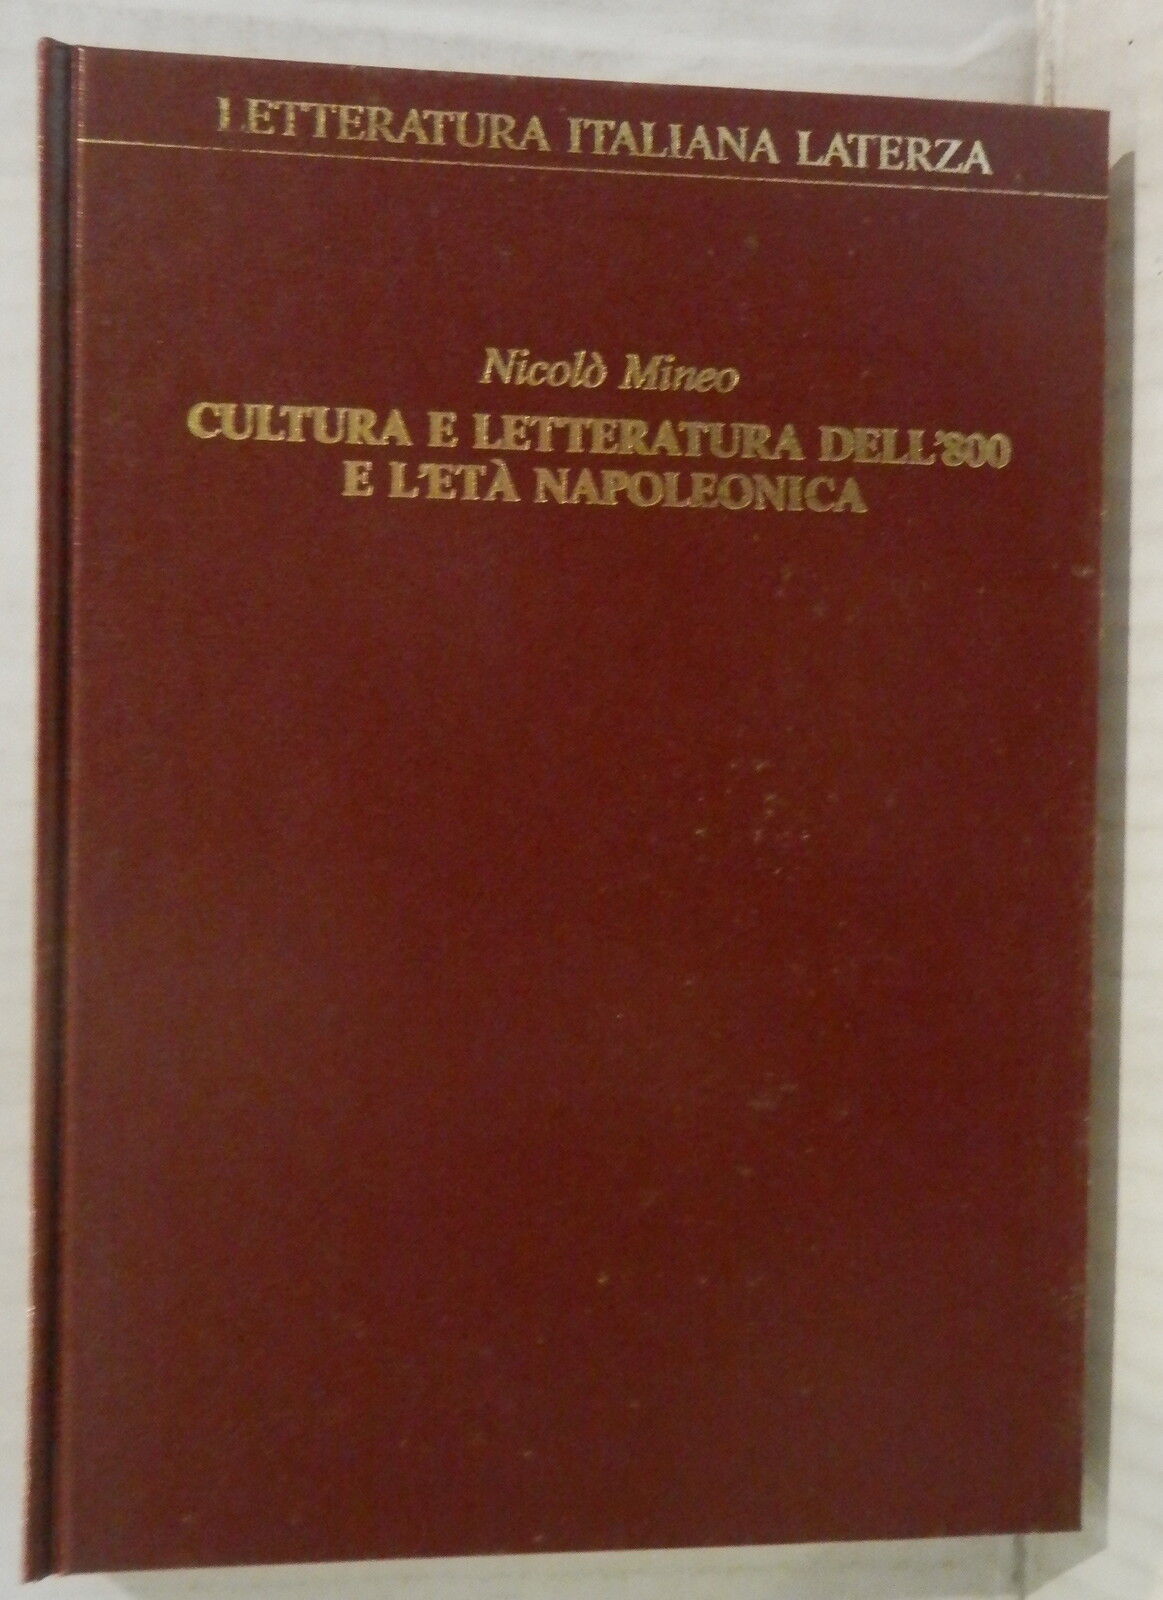 LETTERATURA ITALIANA LATERZA
Nicolò Mineo
CULTURA E LETTERATURA DELL'800
E L'ETÀ NAPOLEONICA